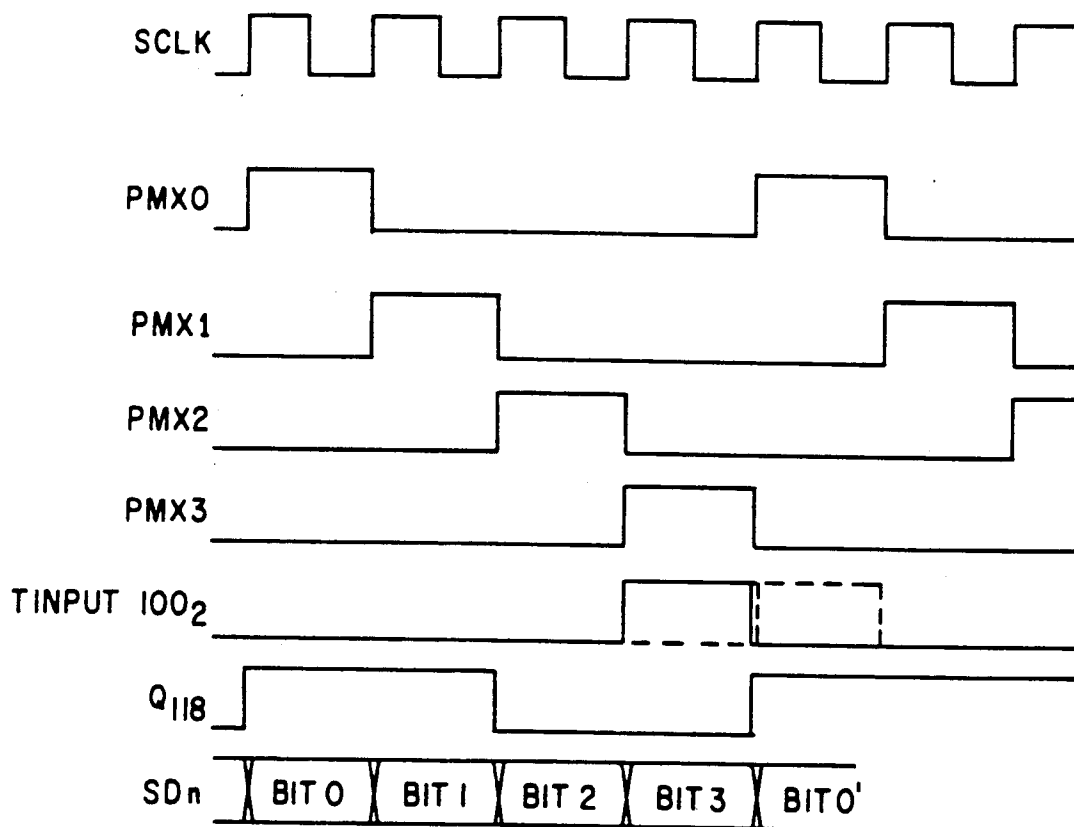 SCLK
PMX0
PMX1
PMX2
PMX3
TINPUT 100₂
Q₁₁₈
SDn BIT 0 BIT 1 BIT 2 BIT 3 BIT 0'